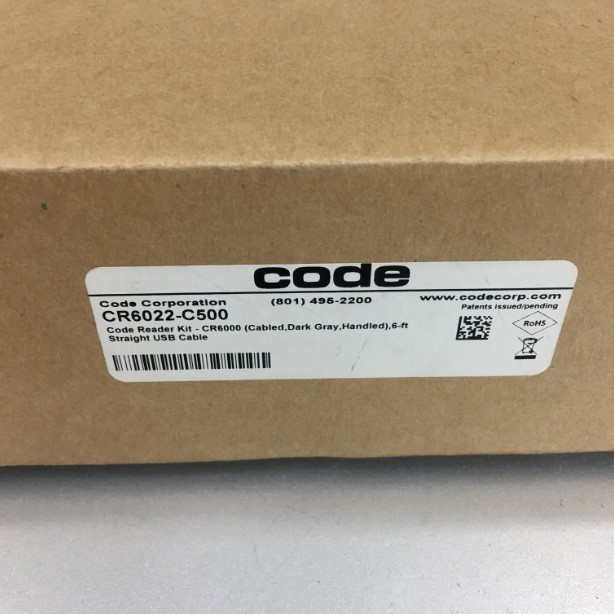 code
Code Corporation (801) 495-2200 www.codecorp.com
CR6022-C500
Patents issued/pending
Code Reader Kit - CR6000 (Cabled,Dark Gray,Handled),6-ft
Straight USB Cable
RoHS